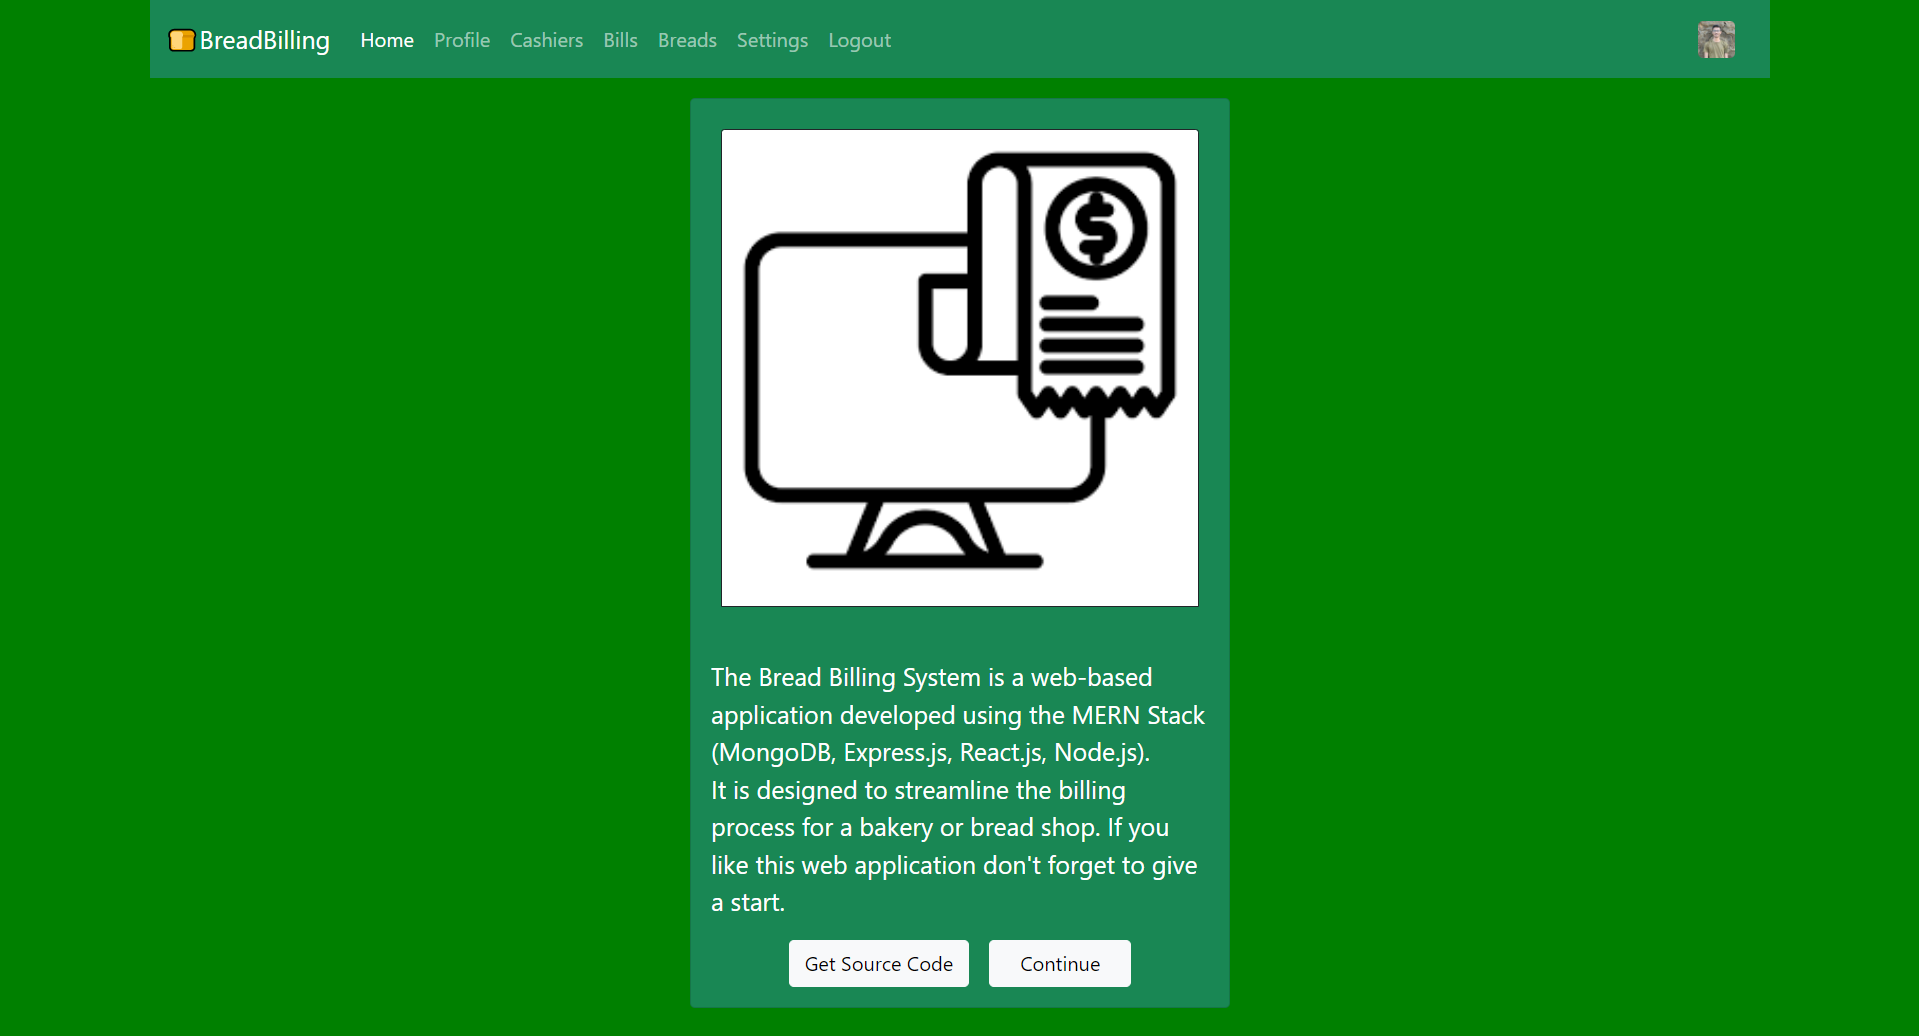 BreadBilling Home Profile Cashiers Bills Breads Settings Logout
$
The Bread Billing System is a web-based
application developed using the MERN Stack
(MongoDB, Express.js, React.js, Node.js).
It is designed to streamline the billing
process for a bakery or bread shop. If you
like this web application don't forget to give
a start.
Get Source Code Continue